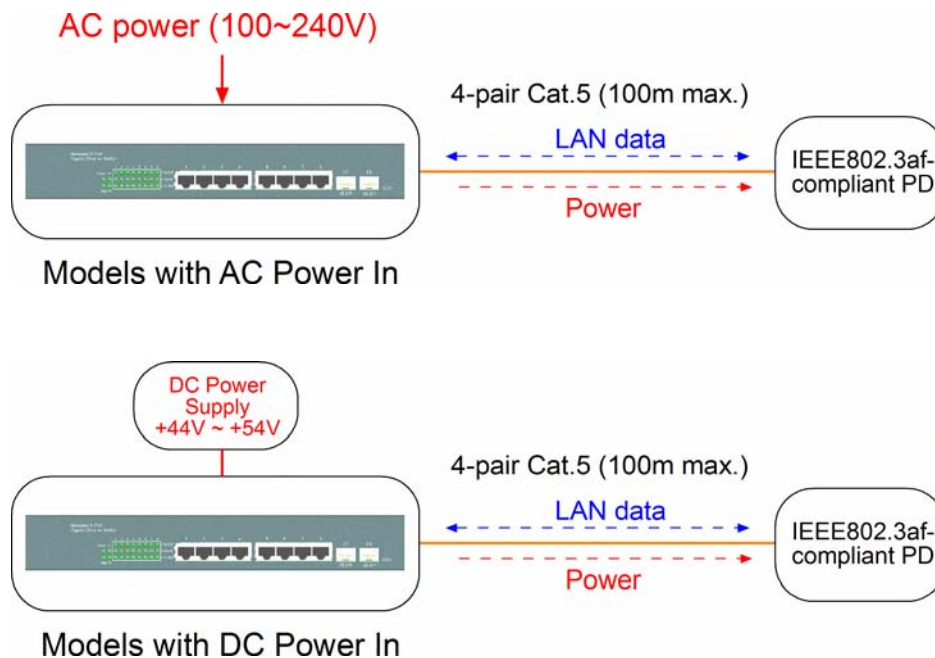 AC power (100~240V)
4-pair Cat.5 (100m max.)
LAN data
IEEE802.3af-
compliant PD
Power
Models with AC Power In
DC Power
Supply
+44V ~ +54V
4-pair Cat.5 (100m max.)
LAN data
IEEE802.3af-
compliant PD
Power
Models with DC Power In